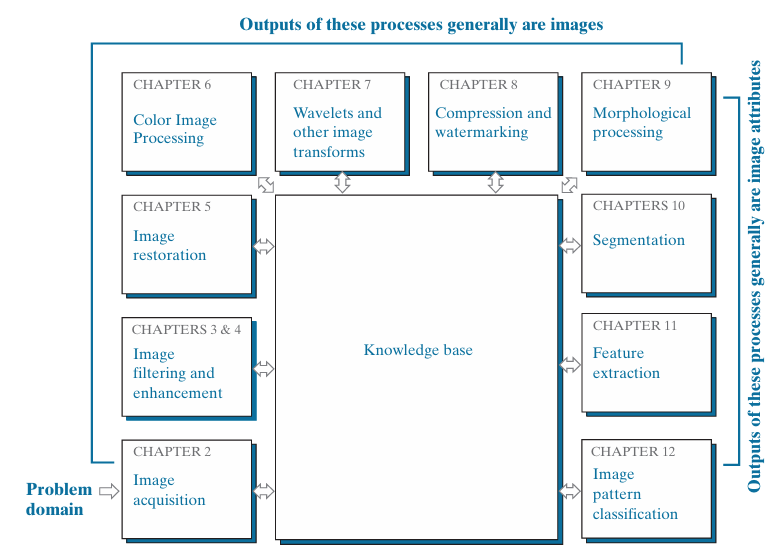 Outputs of these processes generally are images
CHAPTER 6
Color Image
Processing
CHAPTER 7
Wavelets and
other image
transforms
CHAPTER 8
Compression and
watermarking
CHAPTER 9
Morphological
processing
CHAPTER 5
Image
restoration
CHAPTERS 10
Segmentation
CHAPTERS 3 & 4
Image
filtering and
enhancement
Knowledge base
CHAPTER 11
Feature
extraction
CHAPTER 2
Image
acquisition
CHAPTER 12
Image
pattern
classification
Problem
domain
Outputs of these processes generally are image attributes